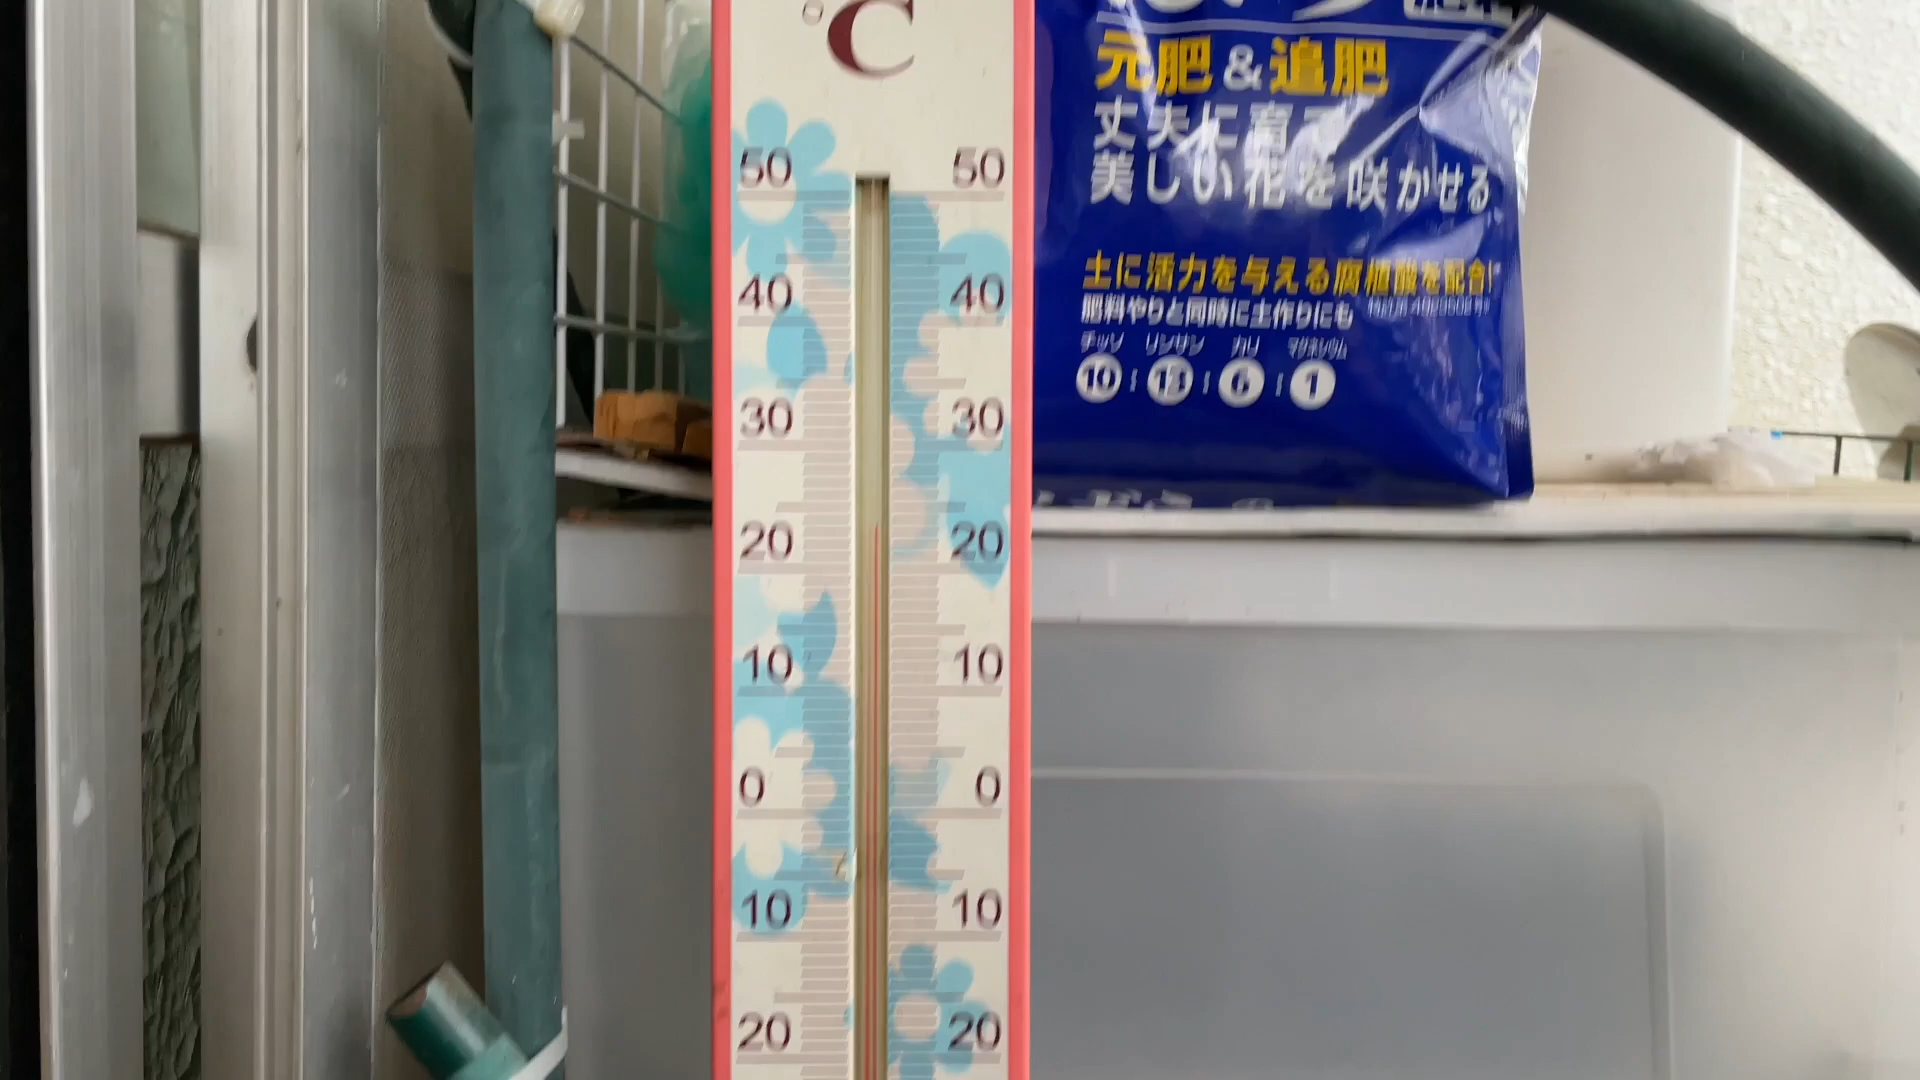 °C
50 50
40 40
30 30
20 20
10 10
0 0
10 10
20 20
元肥&追肥
丈夫に育て
美しい花を咲かせる
土に活力を与える腐植酸を配合!
肥料やりと同時に土作りにも
チッソ リンサン カリ マグネシウム
10 : : 6 : 1